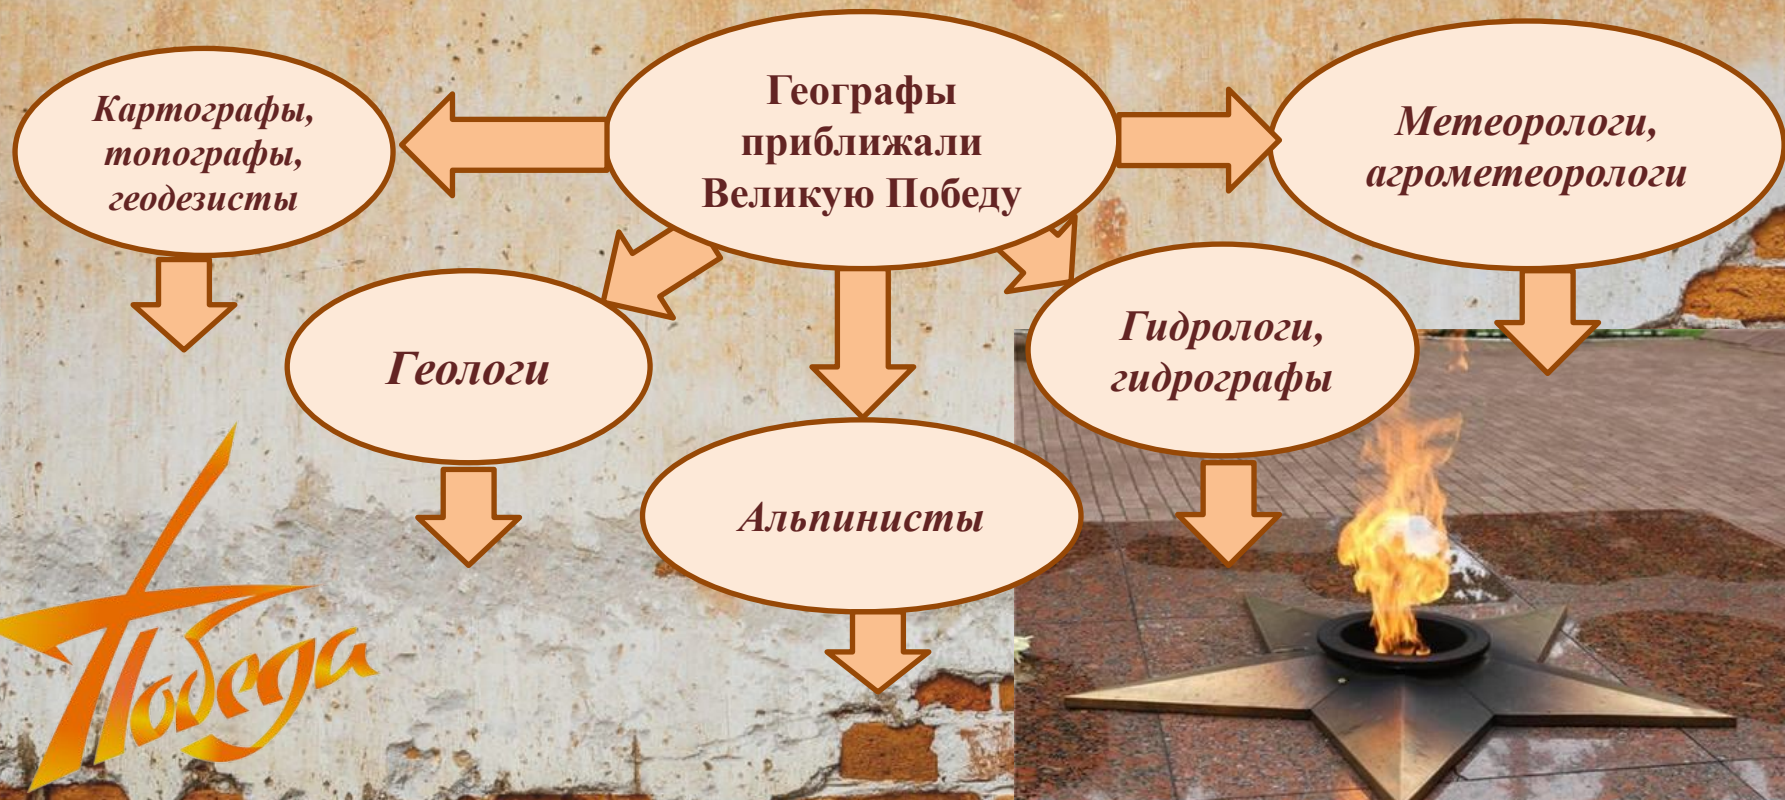 Географы
приближали
Великую Победу
Картографы,
топографы,
геодезисты
Метеорологи,
агрометеорологи
Геологи
Гидрологи,
гидрографы
Альпинисты
Победа